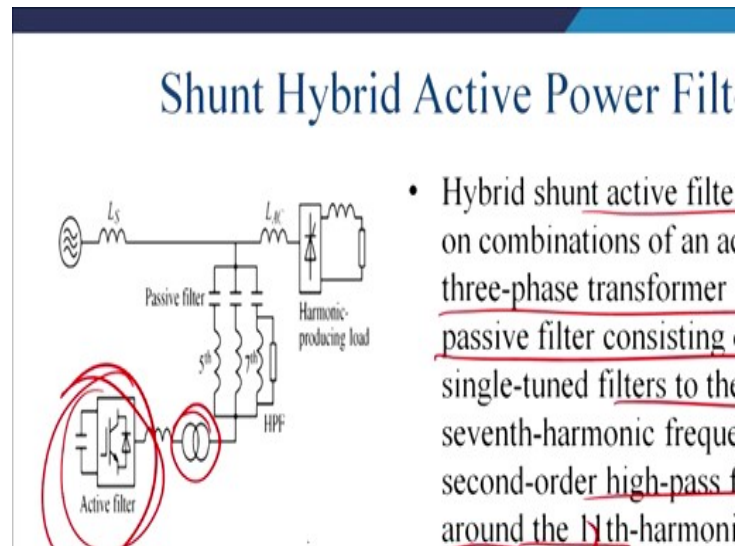 Shunt Hybrid Active Power Filt
L_S
L_AC
Passive filter
Harmonic-
producing load
5th
7th
HPF
Active filter
• Hybrid shunt active filte
on combinations of an ac
three-phase transformer
passive filter consisting
single-tuned filters to the
seventh-harmonic freque
second-order high-pass f
around the 11th-harmoni